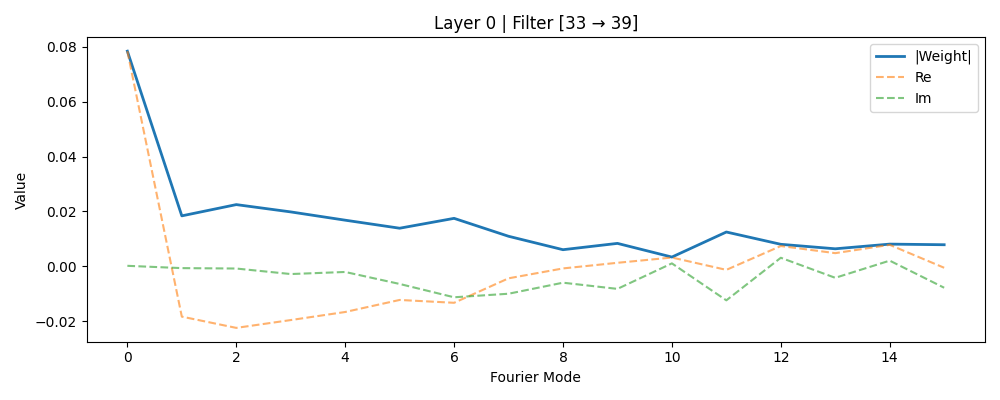 Layer 0 | Filter [33 → 39]
|Weight|
Re
Im
Value
0.08
0.06
0.04
0.02
0.00
−0.02
0 2 4 6 8 10 12 14
Fourier Mode